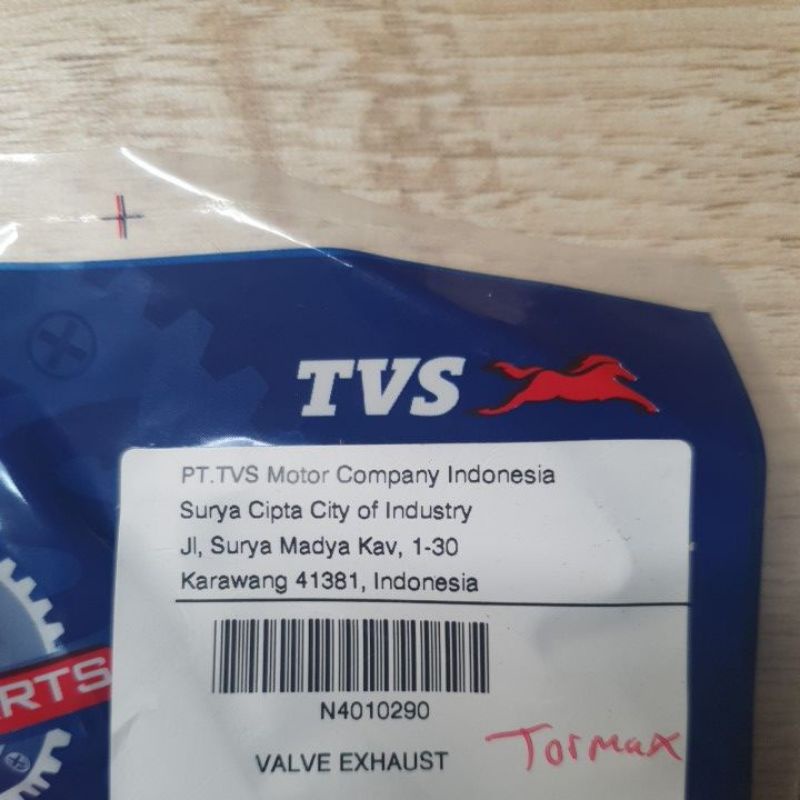 TVS
PT.TVS Motor Company Indonesia
Surya Cipta City of Industry
Jl, Surya Madya Kav, 1-30
Karawang 41381, Indonesia
RTS
N4010290
VALVE EXHAUST
Tormax